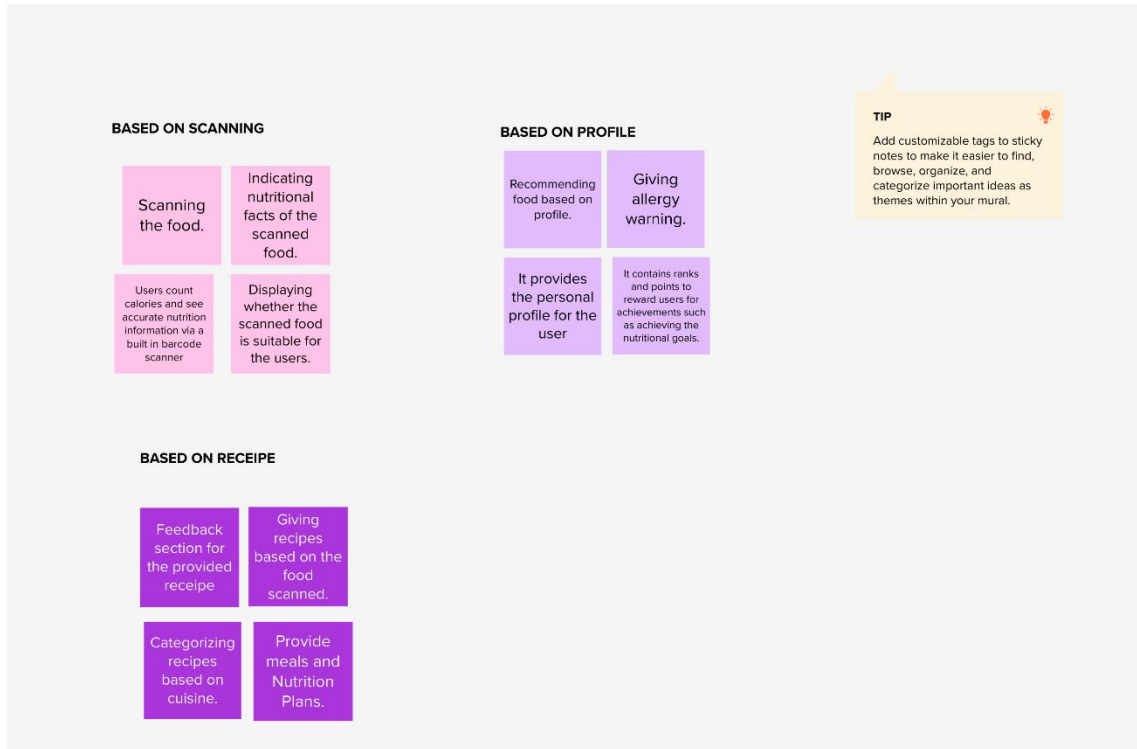 BASED ON SCANNING
Scanning
the food.
Indicating
nutritional
facts of the
scanned
food.
Users count
calories and see
accurate nutrition
information via a
built in barcode
scanner
Displaying
whether the
scanned food
is suitable for
the users.
BASED ON PROFILE
Recommending
food based on
profile.
Giving
allergy
warning.
It provides
the personal
profile for the
user
It contains ranks
and points to
reward users for
achievements such
as achieving the
nutritional goals.
TIP
Add customizable tags to sticky
notes to make it easier to find,
browse, organize, and
categorize important ideas as
themes within your mural.
BASED ON RECEIPE
Feedback
section for
the provided
receipe
Giving
recipes
based on the
food
scanned.
Categorizing
recipes
based on
cuisine.
Provide
meals and
Nutrition
Plans.